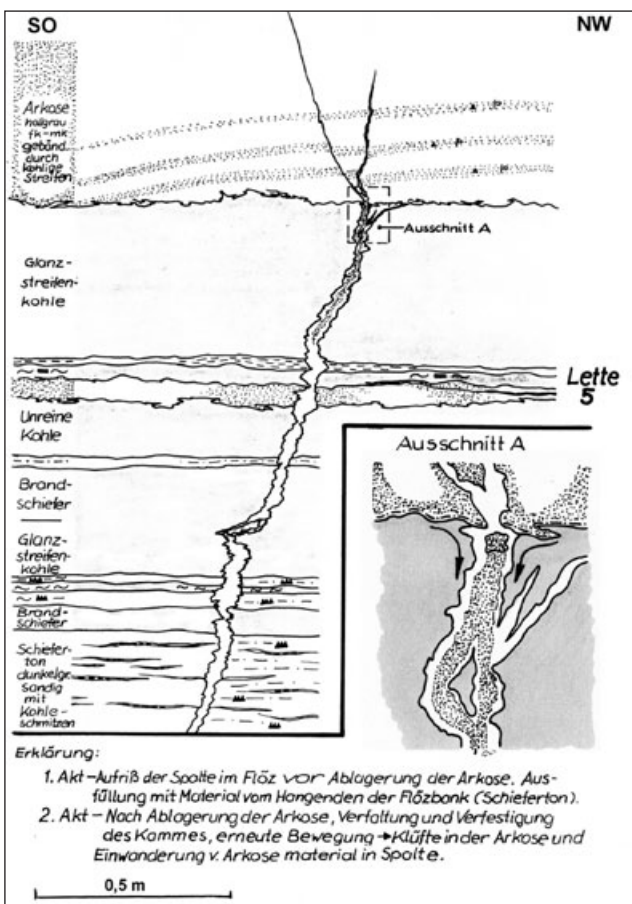 SO
NW
Arkose
hellgrau
fk-mk
gebänd.
durch
kohlige
Streifen
Ausschnitt A
Glanz-
streifen-
kohle
Lette
5
Unreine
Kohle
Ausschnitt A
Brand-
schiefer
Glanz-
streifen-
kohle
Brand-
schiefer
Schiefer-
ton
dunkelge.
sandig
mit
Kohle-
schmitzen
Erklärung:
1. Akt – Aufriß der Spalte im Flöz vor Ablagerung der Arkose. Aus-
füllung mit Material vom Hangenden der Flözbank (Schieferton).
2. Akt – Nach Ablagerung der Arkose, Verfaltung und Verfestigung
des Kammes, erneute Bewegung → Klüfte in der Arkose und
Einwanderung v. Arkose material in Spalte.
0,5 m